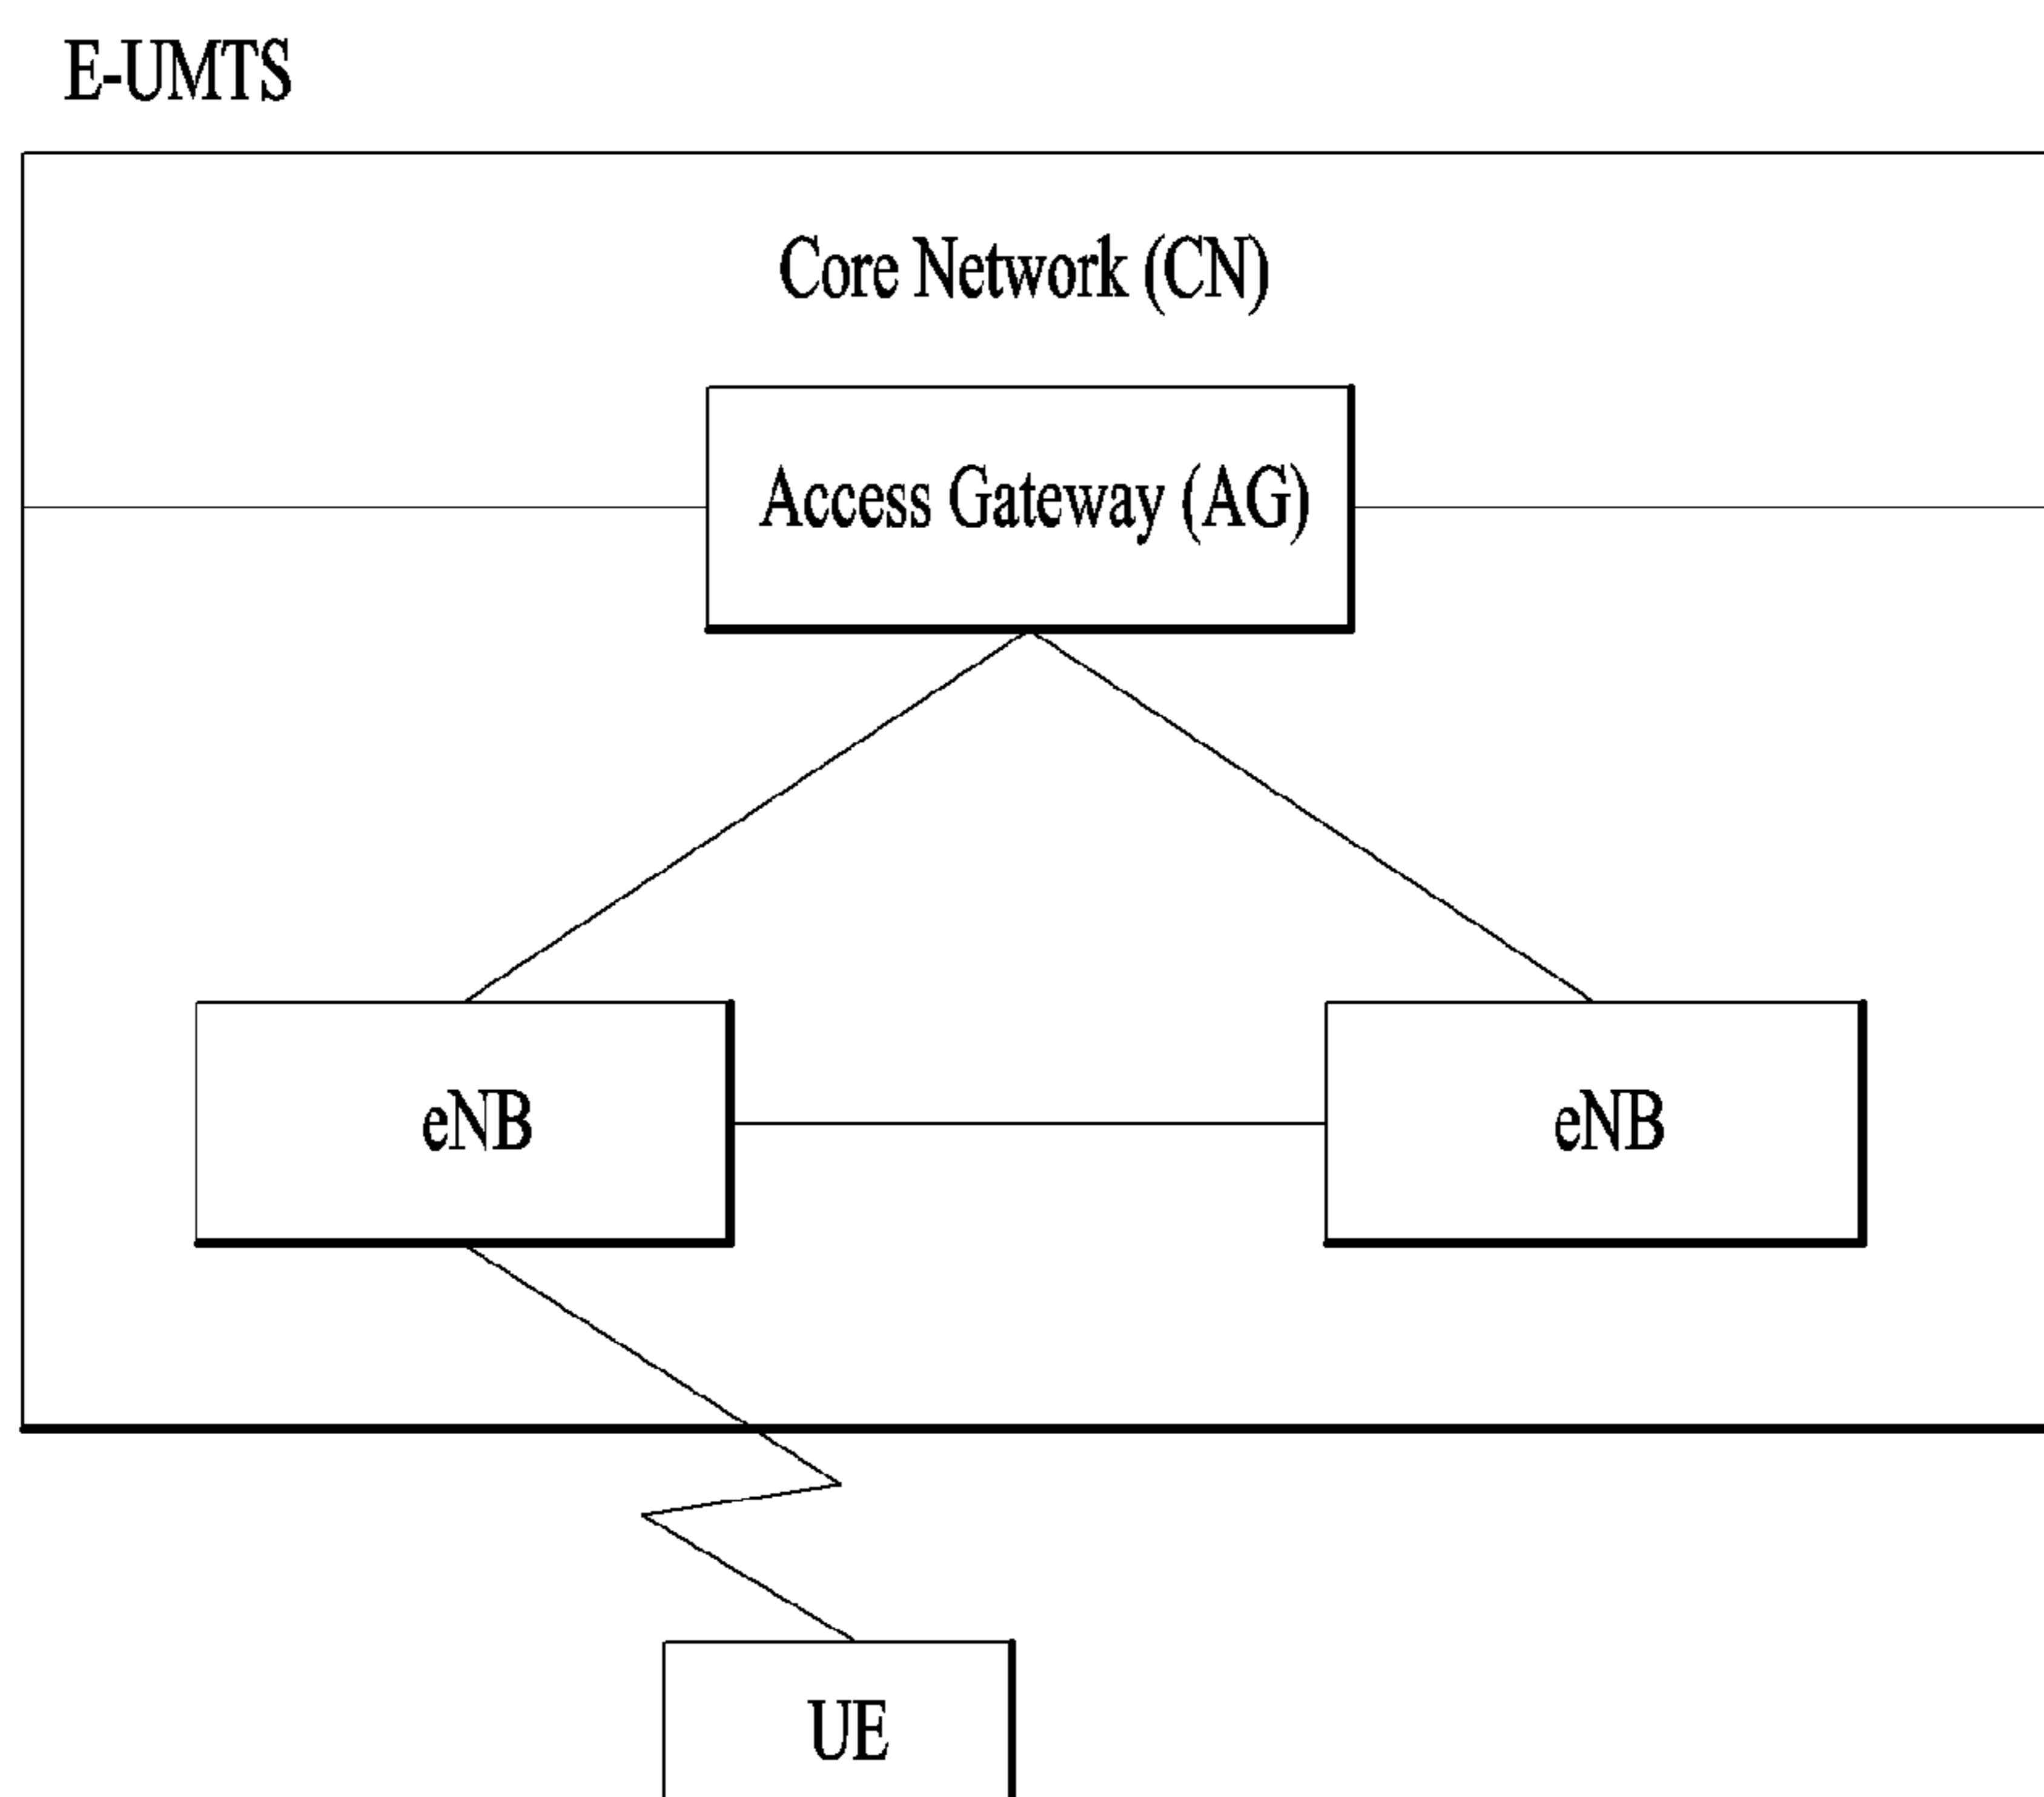 E-UMTS
Core Network (CN)
Access Gateway (AG)
eNB
eNB
UE